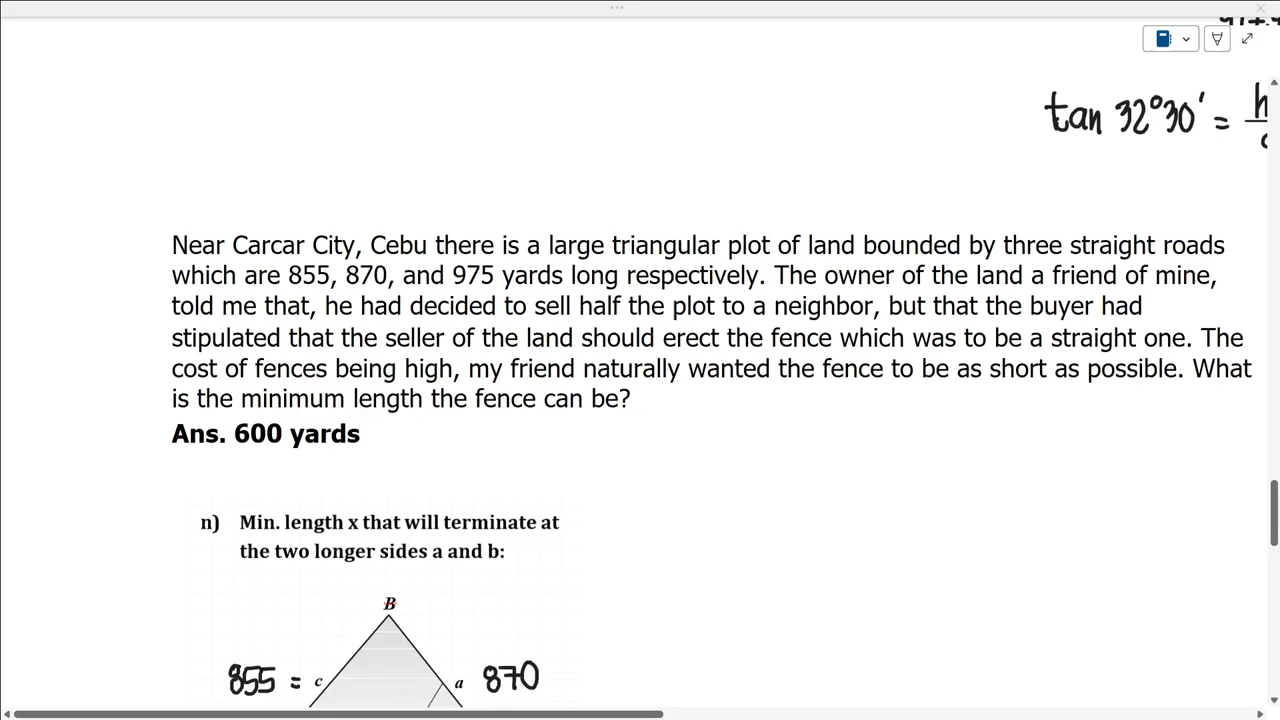 tan 32°30' = h
Near Carcar City, Cebu there is a large triangular plot of land bounded by three straight roads
which are 855, 870, and 975 yards long respectively. The owner of the land a friend of mine,
told me that, he had decided to sell half the plot to a neighbor, but that the buyer had
stipulated that the seller of the land should erect the fence which was to be a straight one. The
cost of fences being high, my friend naturally wanted the fence to be as short as possible. What
is the minimum length the fence can be?
Ans. 600 yards
n) Min. length x that will terminate at
the two longer sides a and b:
B
855 = c a 870